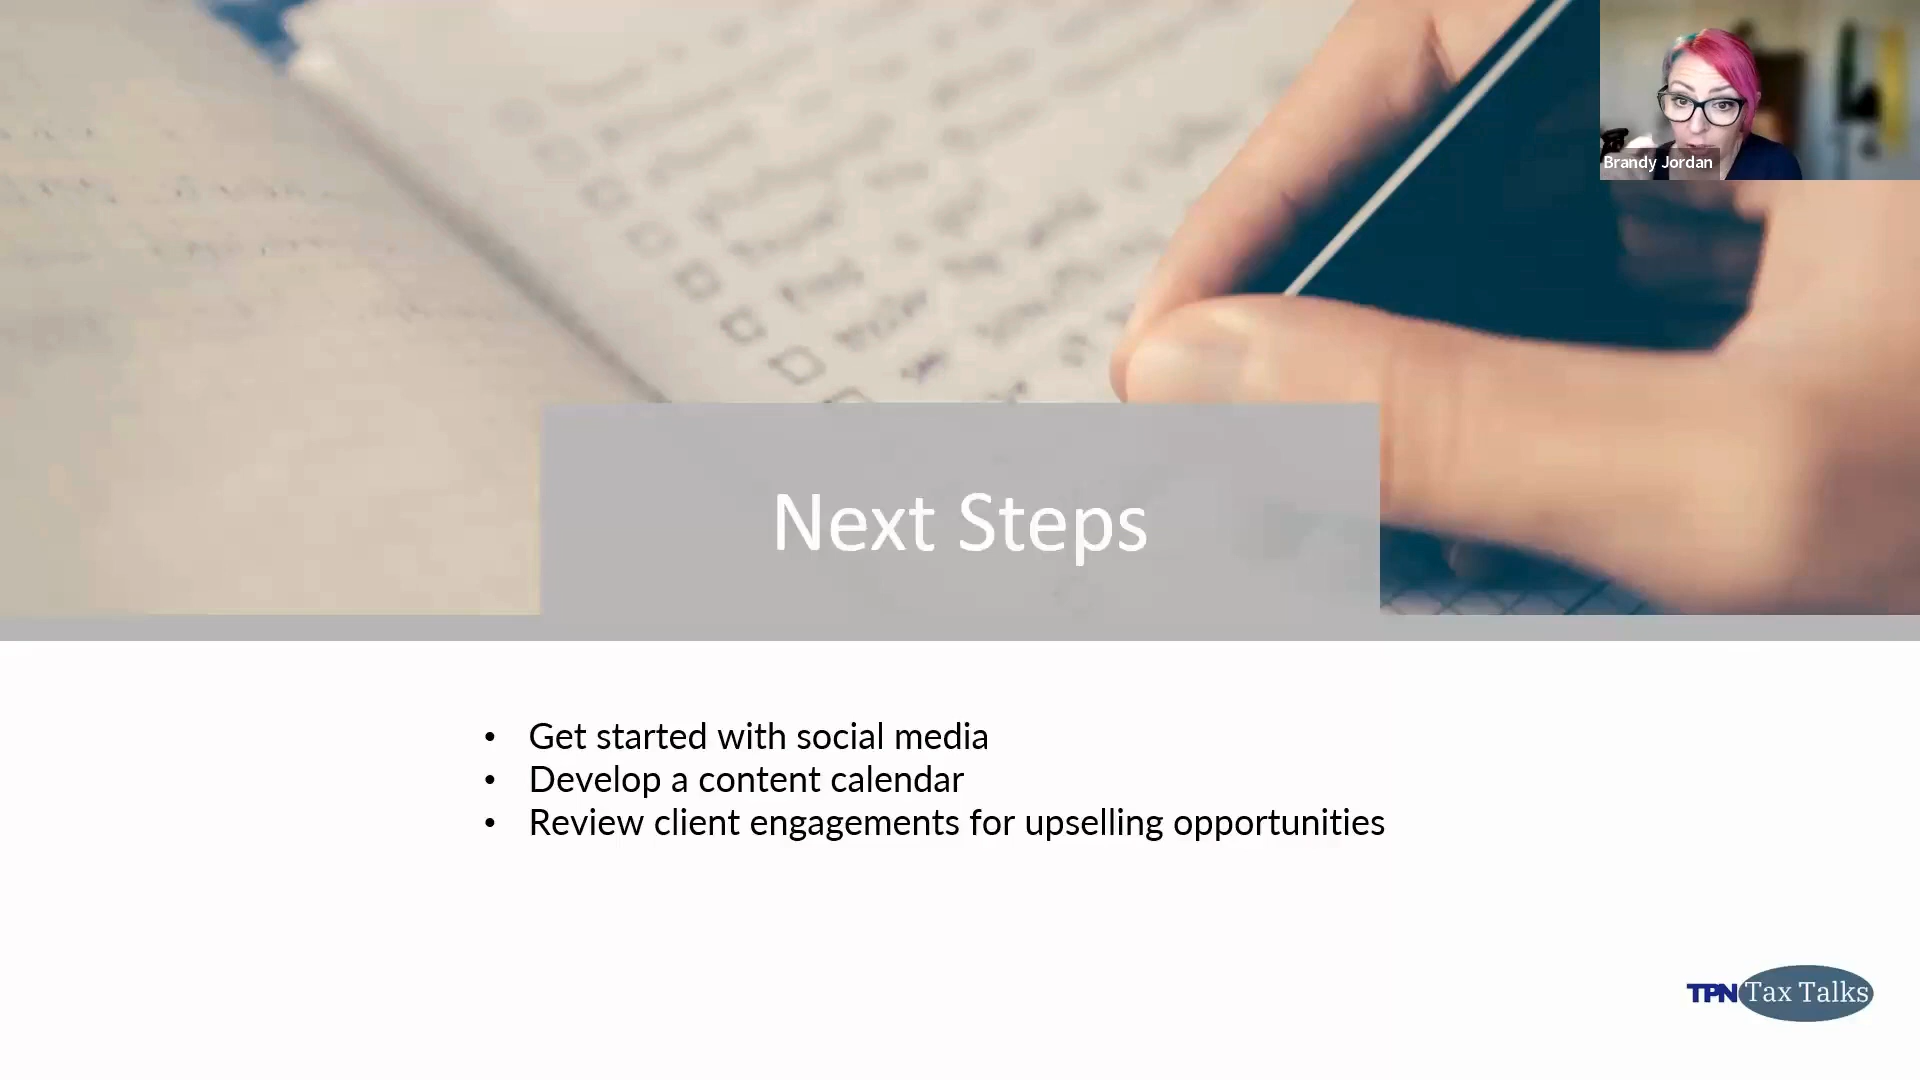 Brandy Jordan
Next Steps
• Get started with social media
• Develop a content calendar
• Review client engagements for upselling opportunities
TPN Tax Talks